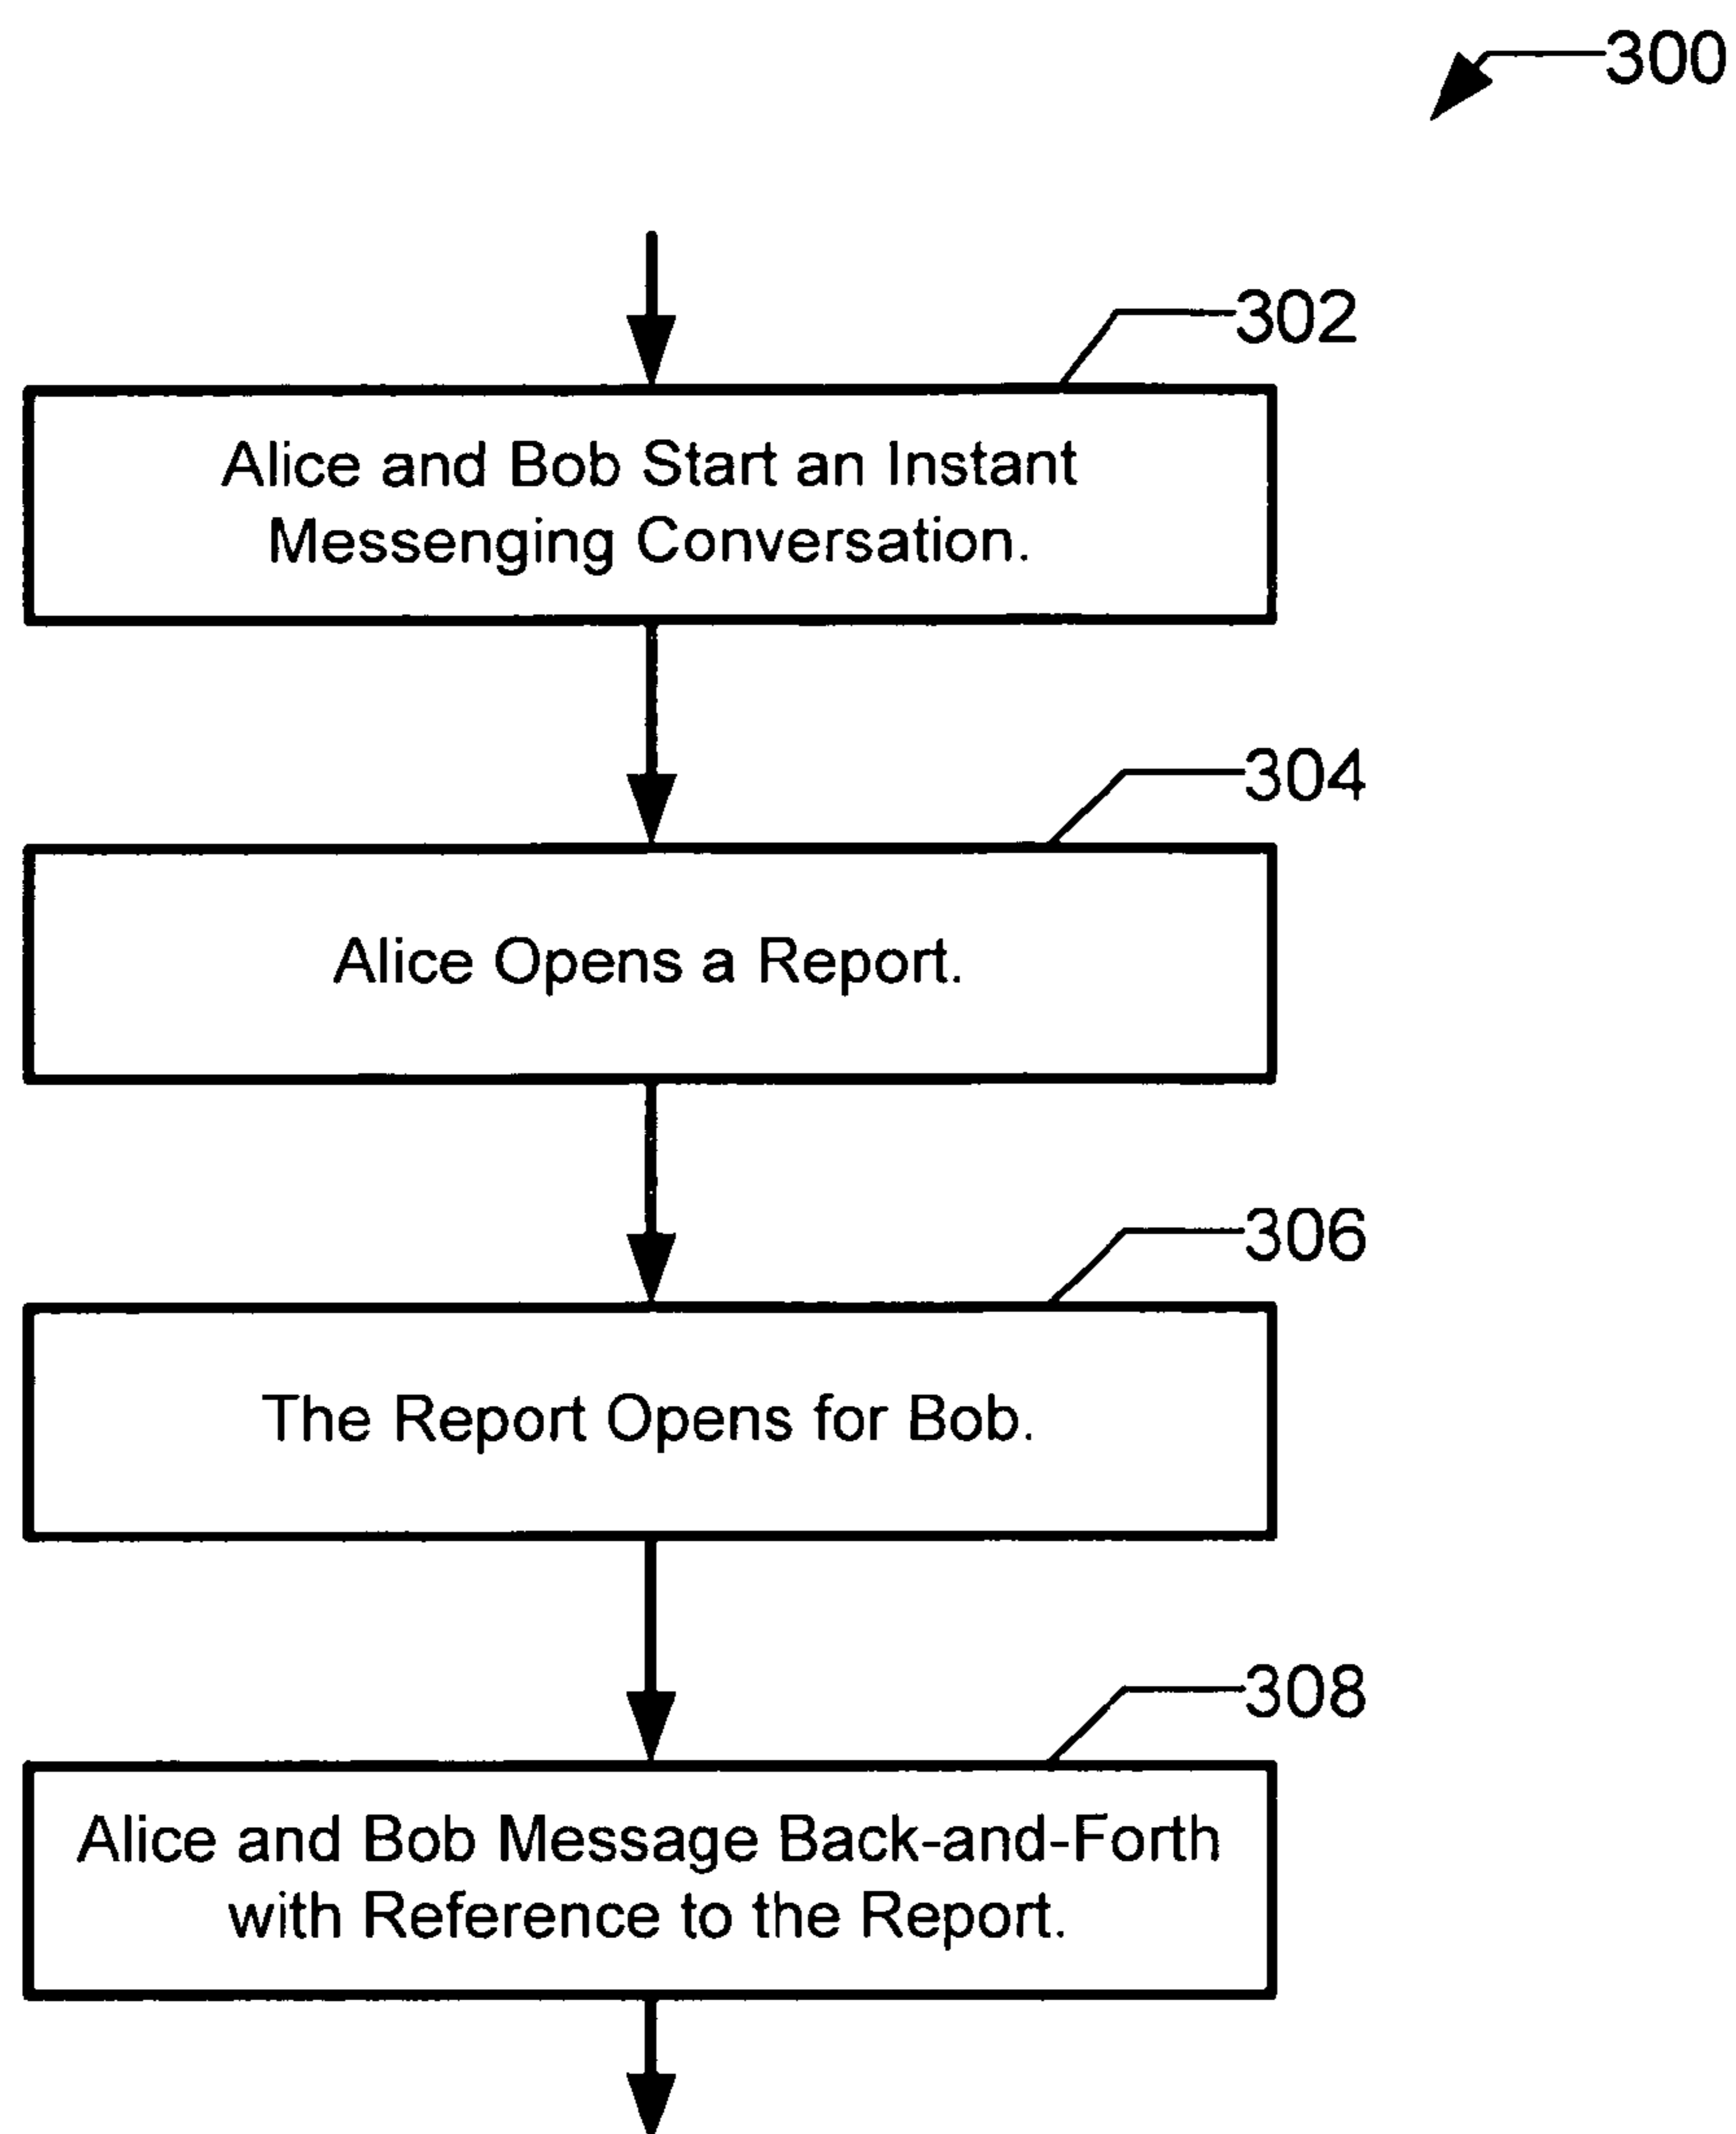 300
302
Alice and Bob Start an Instant
Messenging Conversation.
304
Alice Opens a Report.
306
The Report Opens for Bob.
308
Alice and Bob Message Back-and-Forth
with Reference to the Report.